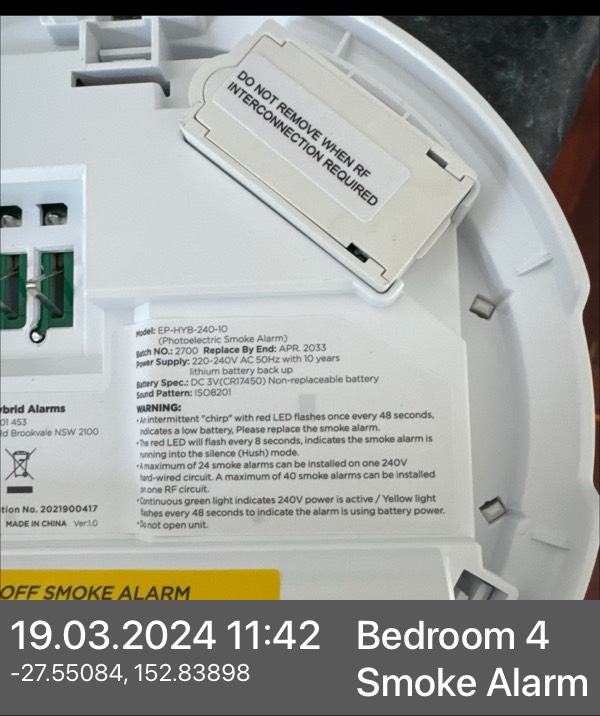 DO NOT REMOVE WHEN RF
INTERCONNECTION REQUIRED
Model: EP-HYB-240-10
(Photoelectric Smoke Alarm)
Batch NO.: 2700 Replace By End: APR. 2033
Power Supply: 220-240V AC 50Hz with 10 years
lithium battery back up
Battery Spec.: DC 3V(CR17450) Non-replaceable battery
Sound Pattern: ISO8201
WARNING:
•An intermittent "chirp" with red LED flashes once every 48 seconds,
indicates a low battery, Please replace the smoke alarm.
•The red LED will flash every 8 seconds, indicates the smoke alarm is
running into the silence (Hush) mode.
•A maximum of 24 smoke alarms can be installed on one 240V
hard-wired circuit. A maximum of 40 smoke alarms can be installed
on one RF circuit.
•Continuous green light indicates 240V power is active / Yellow light
flashes every 48 seconds to indicate the alarm is using battery power.
•Do not open unit.
ybrid Alarms
01 453
Rd Brookvale NSW 2100
tion No. 2021900417
MADE IN CHINA Ver:1.0
OFF SMOKE ALARM
19.03.2024 11:42
-27.55084, 152.83898
Bedroom 4
Smoke Alarm